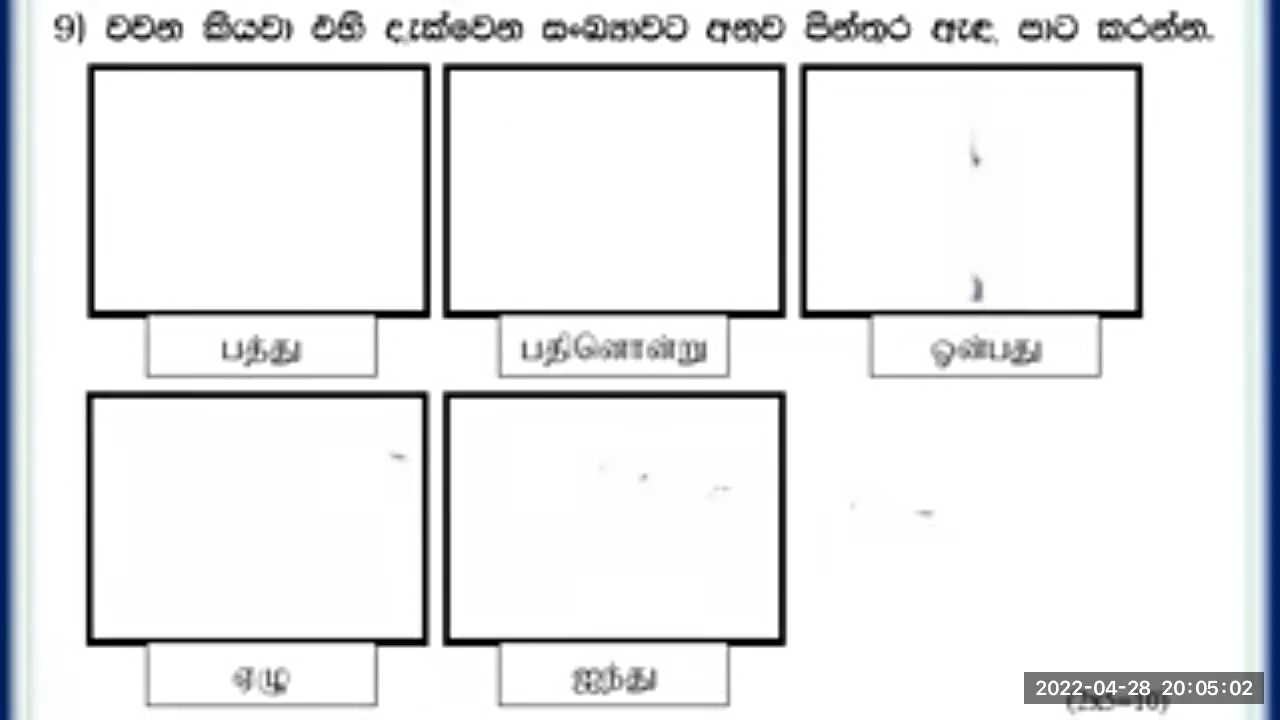 9) වචන කියවා එහි දැක්වෙන සංඛ්‍යාවට අනුව පින්තූර ඇඳ, පාට කරන්න.
பத்து
பதினொன்று
ஒன்பது
ஏழு
ஐந்து
2022-04-28 20:05:02